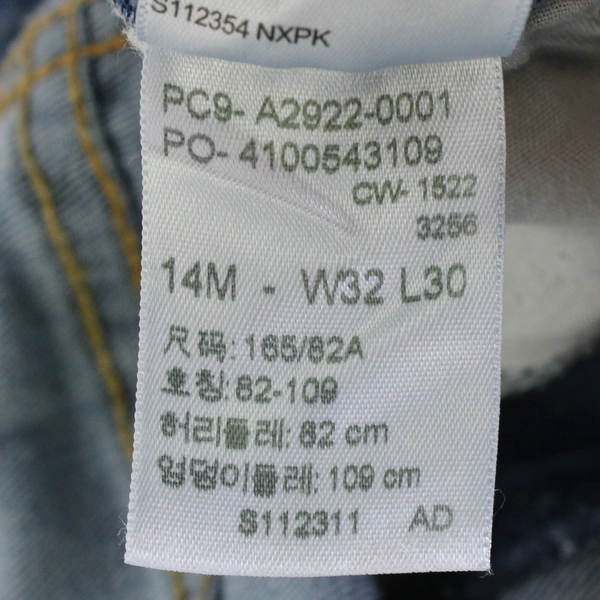 S112354 NXPK
PC9- A2922-0001
PO- 4100543109
CW- 1522
3256
14M - W32 L30
尺码: 165/82A
호칭: 82-109
허리둘레: 82 cm
엉덩이둘레: 109 cm
S112311 AD